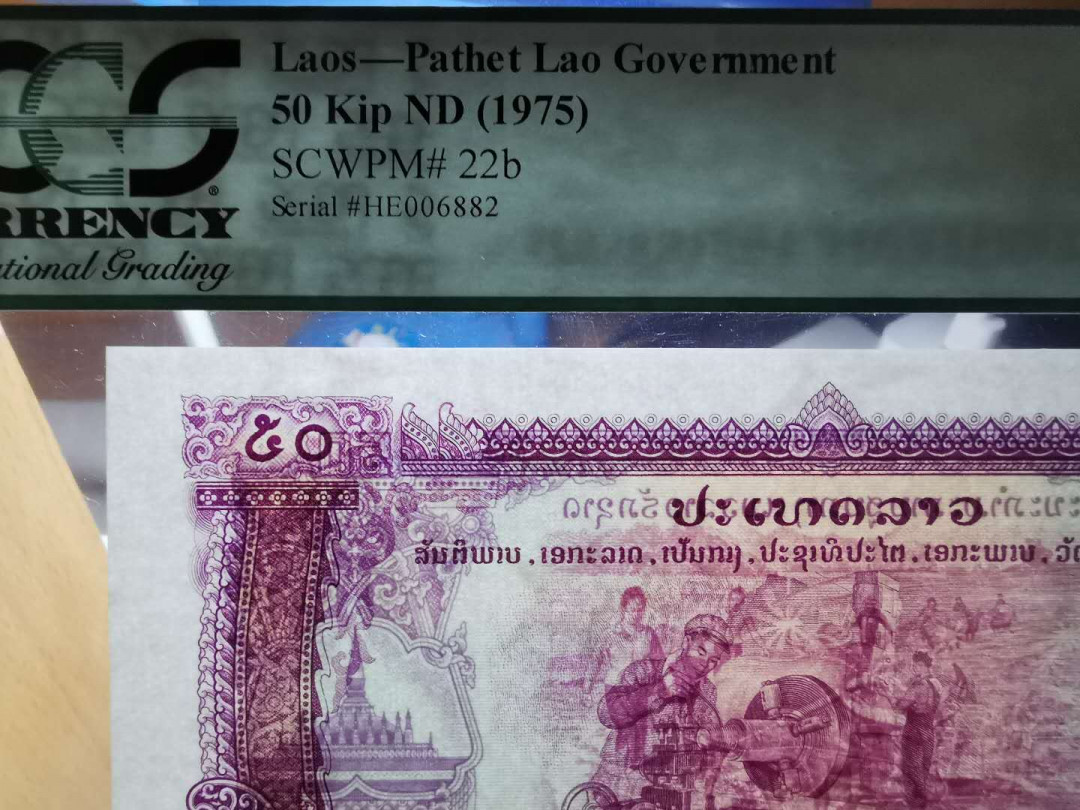 Laos—Pathet Lao Government
50 Kip ND (1975)
SCWPM# 22b
Serial #HE006882
CS®
RRENCY
ational Grading
໕໐
ປະເທດລາວ
ສັນຕິພາບ, ເອກະລາດ, ເປັນກາງ, ປະຊາທິປະໄຕ, ເອກະພາບ, ວັດ